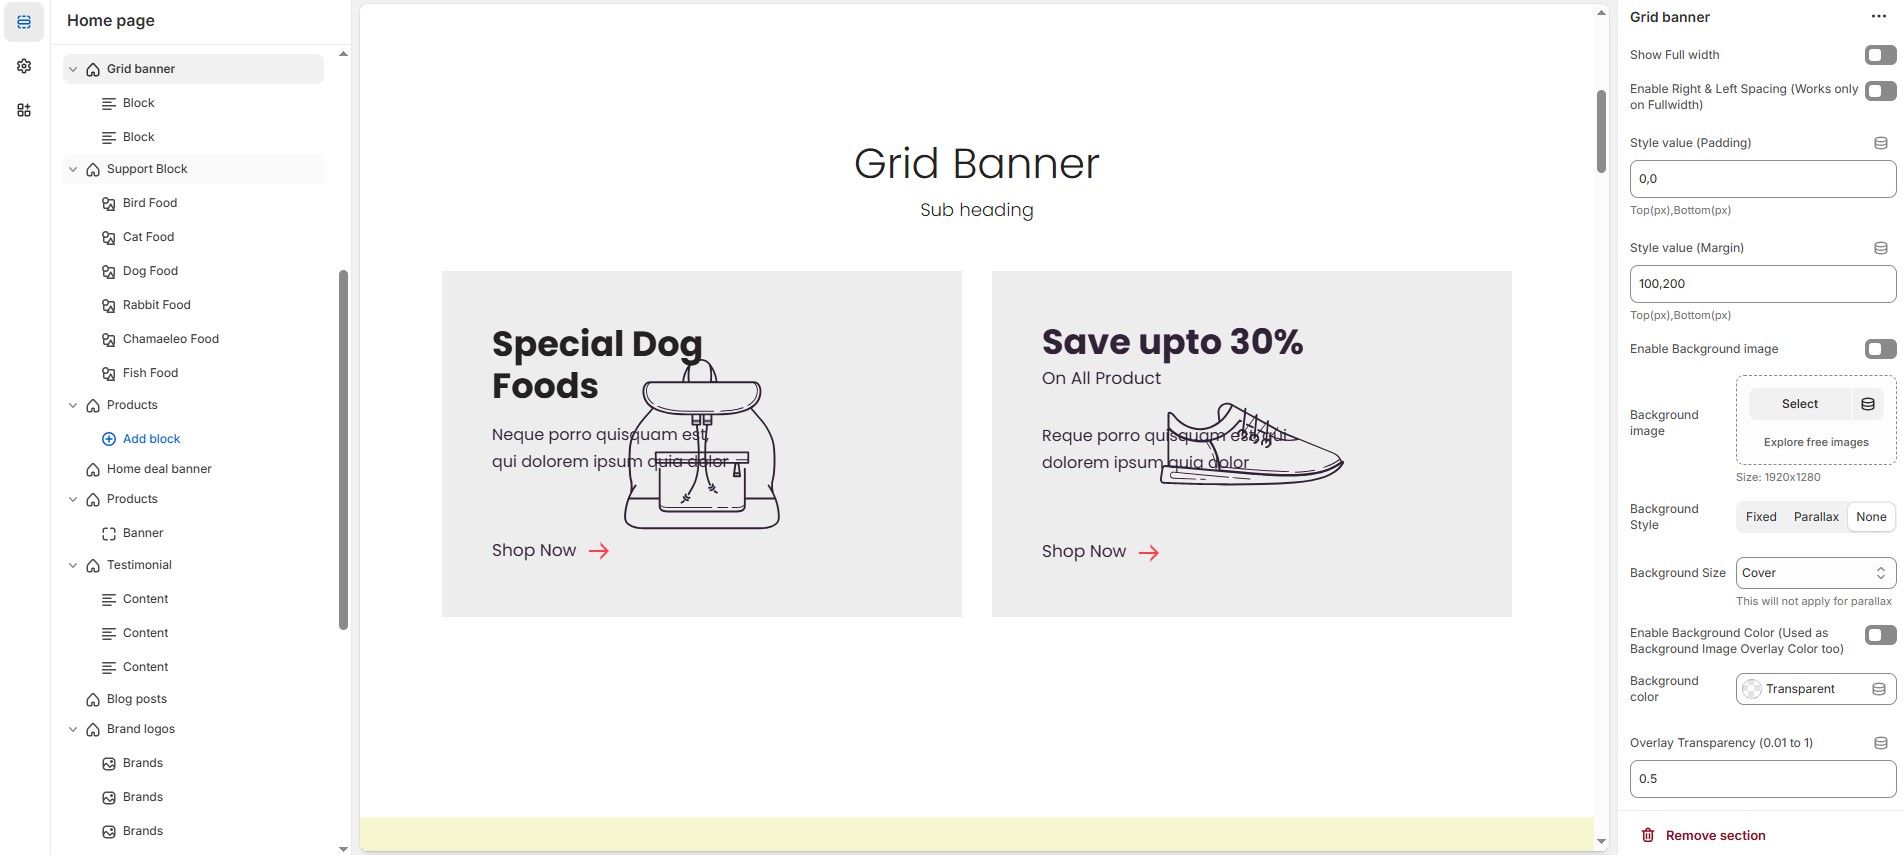 Home page
Grid banner
Block
Block
Support Block
Bird Food
Cat Food
Dog Food
Rabbit Food
Chamaeleo Food
Fish Food
Products
Add block
Home deal banner
Products
Banner
Testimonial
Content
Content
Content
Blog posts
Brand logos
Brands
Brands
Brands
Grid Banner
Sub heading
Special Dog
Foods
Neque porro quisquam est,
qui dolorem ipsum quia dolor
Shop Now
Save upto 30%
On All Product
Reque porro quisquam est, qui
dolorem ipsum quia dolor
Shop Now
Grid banner
Show Full width
Enable Right & Left Spacing (Works only
on Fullwidth)
Style value (Padding)
0,0
Top(px),Bottom(px)
Style value (Margin)
100,200
Top(px),Bottom(px)
Enable Background image
Background
image
Select
Explore free images
Size: 1920x1280
Background
Style
Fixed Parallax None
Background Size Cover
This will not apply for parallax
Enable Background Color (Used as
Background Image Overlay Color too)
Background
color
Transparent
Overlay Transparency (0.01 to 1)
0.5
Remove section